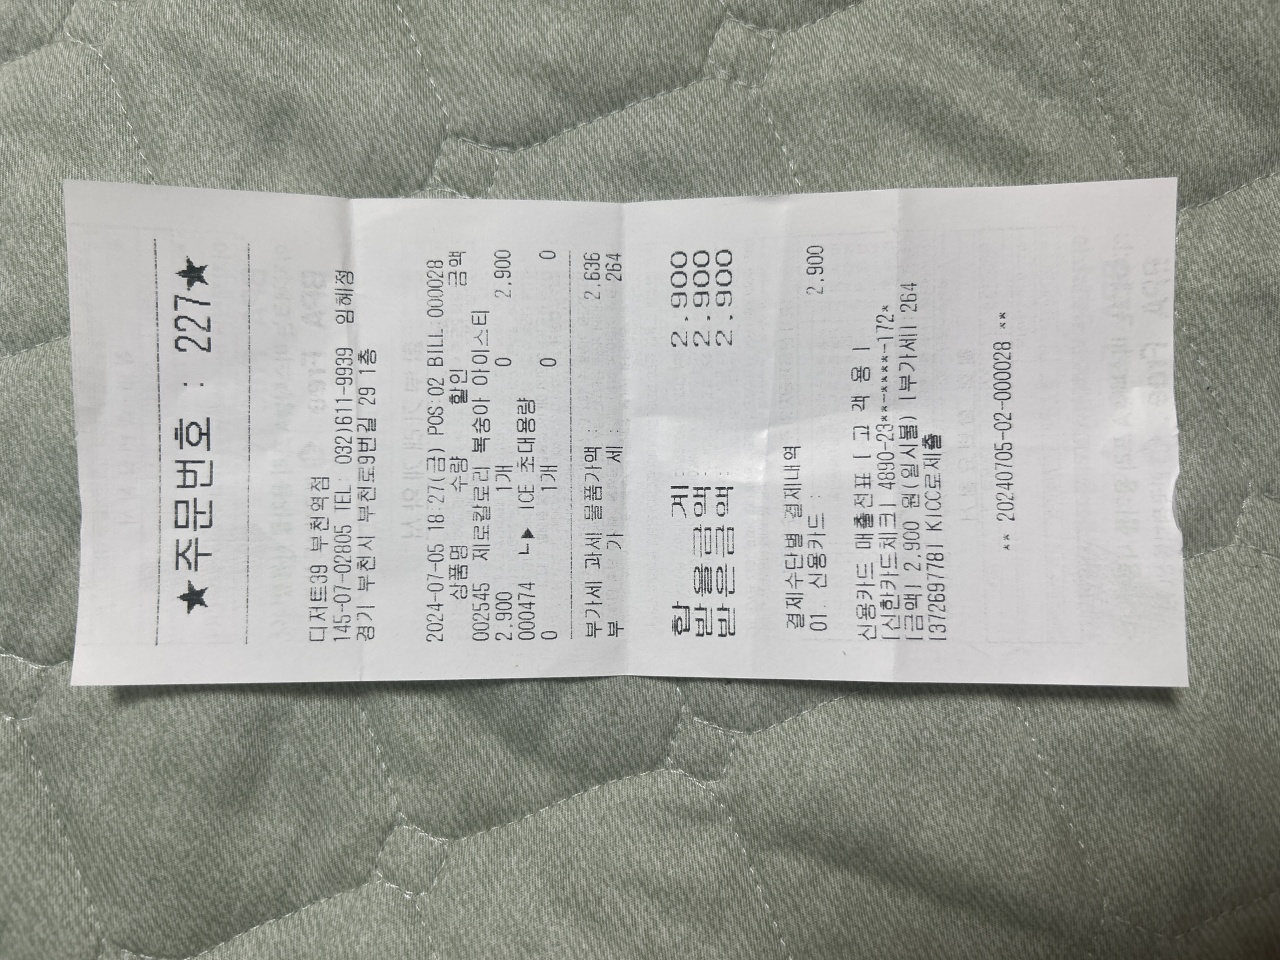 ★주문번호 : 227★
디저트39 부천역점
145-07-02805 TEL: 032)611-9939 임혜정
경기 부천시 부천로9번길 29 1층
2024-07-05 18:27(금) POS:02 BILL:000028
상품명 수량 할인 금액
002545 제로칼로리 복숭아 아이스티
2.900 1개 0 2.900
000474 ┗▶ ICE 초대용량
0 1개 0 0
부가세 과세 물품가액 : 2.636
부 가 세 : 264
합 계: 2.900
받을금액: 2.900
받은금액: 2.900
결제수단별 결제내역
01. 신용카드 : 2.900
신용카드 매출전표 [ 고 객 용 ]
[신한카드체크] 4890-23**-****-172*
[금액] 2.900 원(일시불) [부가세] 264
[37269778] KICC로제출
** 20240705-02-000028 **